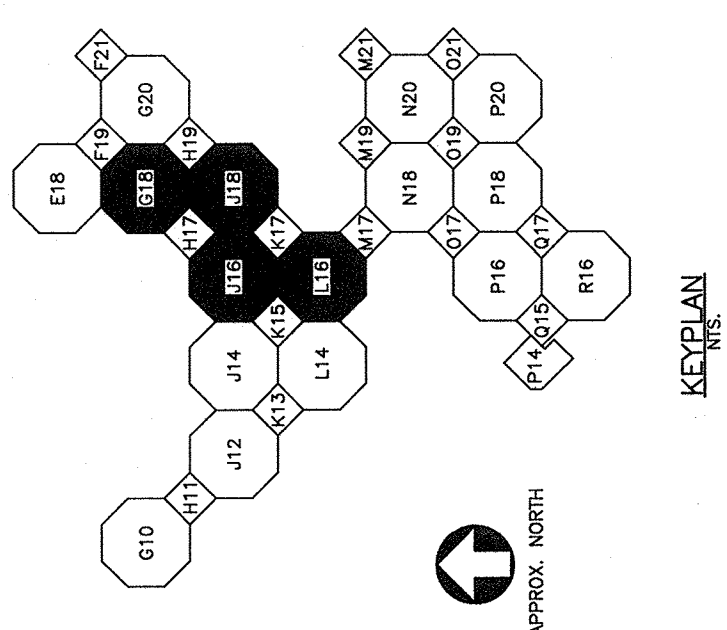 E18
F19
F21
G20
G18
H19
H17
J18
J16
K17
L16
K15
J14
L14
K13
J12
H11
G10
M21
M19
M17
N20
N18
O21
O19
O17
P20
P18
P16
Q17
Q15
P14
R16
APPROX. NORTH
KEYPLAN
NTS.